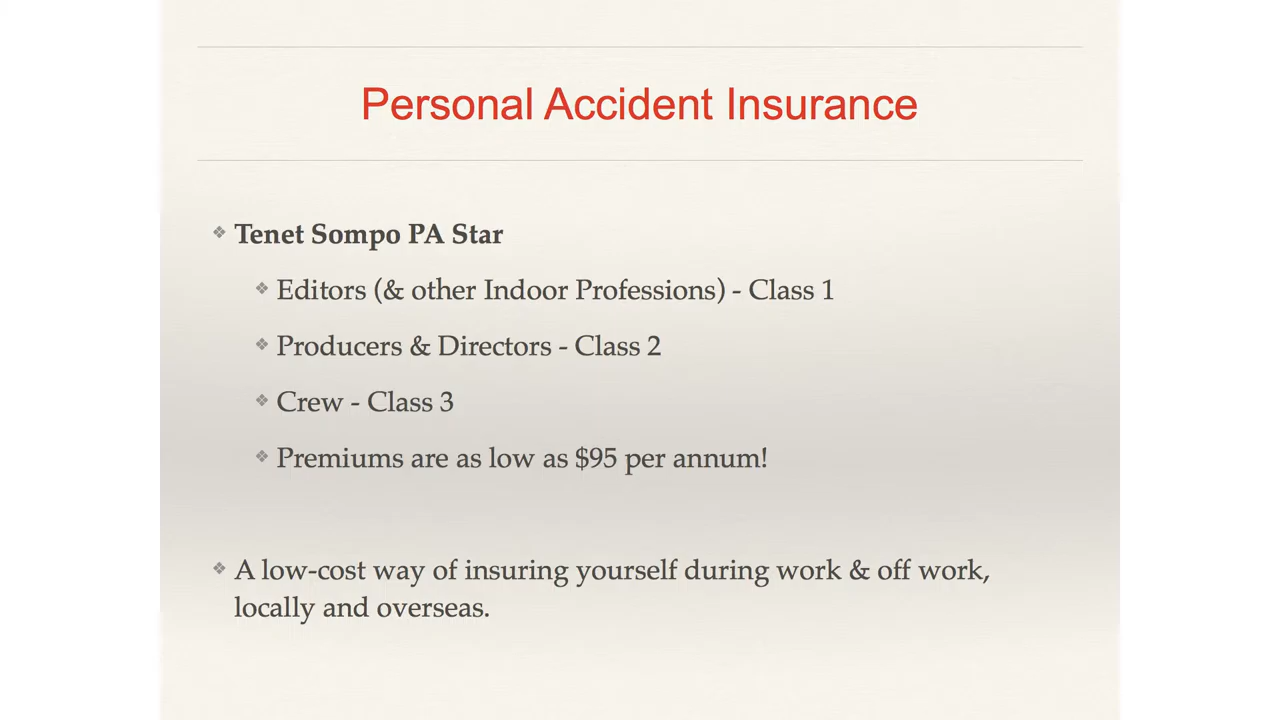 Personal Accident Insurance
❖ Tenet Sompo PA Star
❖ Editors (& other Indoor Professions) - Class 1
❖ Producers & Directors - Class 2
❖ Crew - Class 3
❖ Premiums are as low as $95 per annum!
❖ A low-cost way of insuring yourself during work & off work,
locally and overseas.